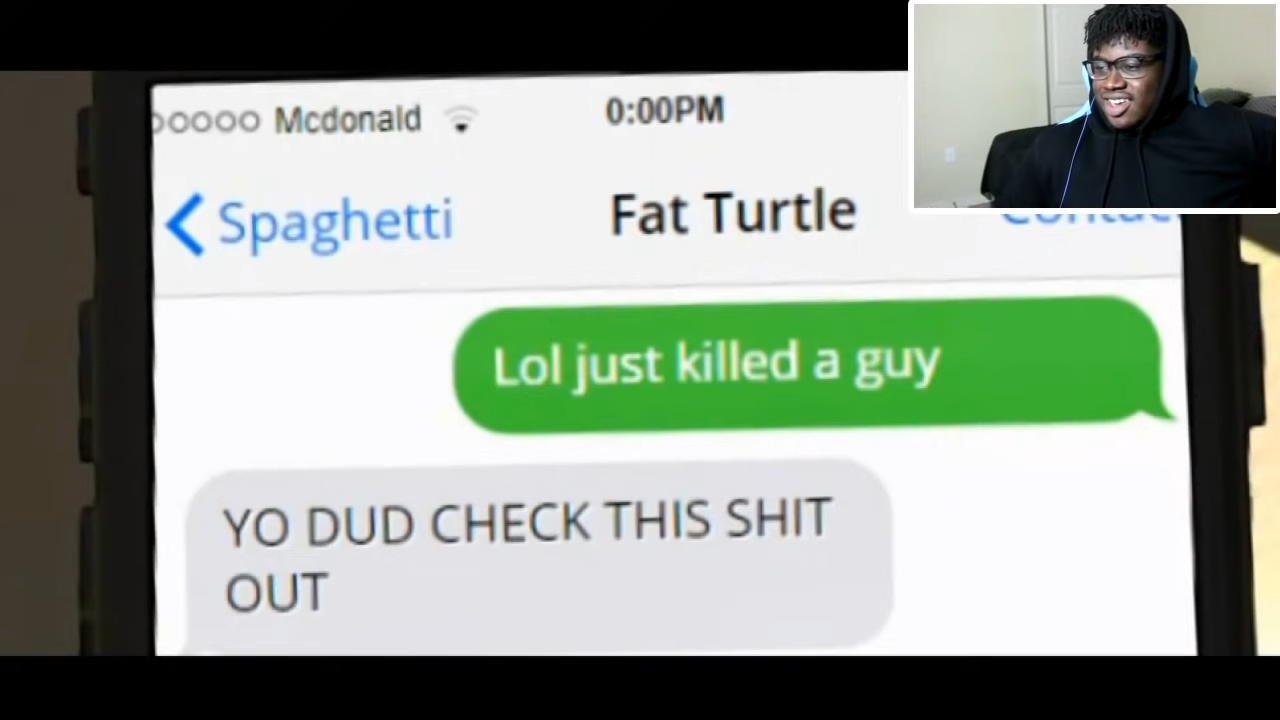 Mcdonald 0:00PM
Spaghetti Fat Turtle
Lol just killed a guy
YO DUD CHECK THIS SHIT
OUT